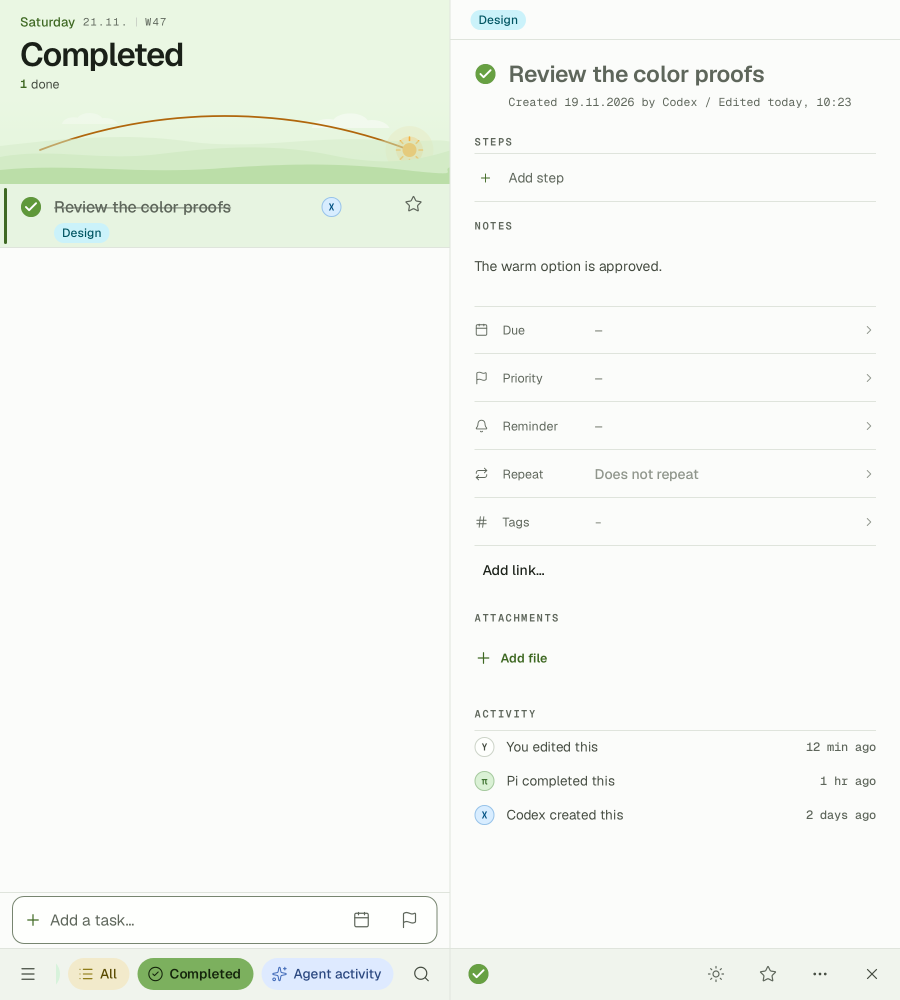 Saturday 21.11. W47
Completed
1 done
Review the color proofs
X
Design
Add a task…
All
Completed
Agent activity
Design
Review the color proofs
Created 19.11.2026 by Codex / Edited today, 10:23
STEPS
Add step
NOTES
The warm option is approved.
Due –
Priority –
Reminder –
Repeat Does not repeat
Tags –
Add link…
ATTACHMENTS
Add file
ACTIVITY
Y You edited this 12 min ago
π Pi completed this 1 hr ago
X Codex created this 2 days ago